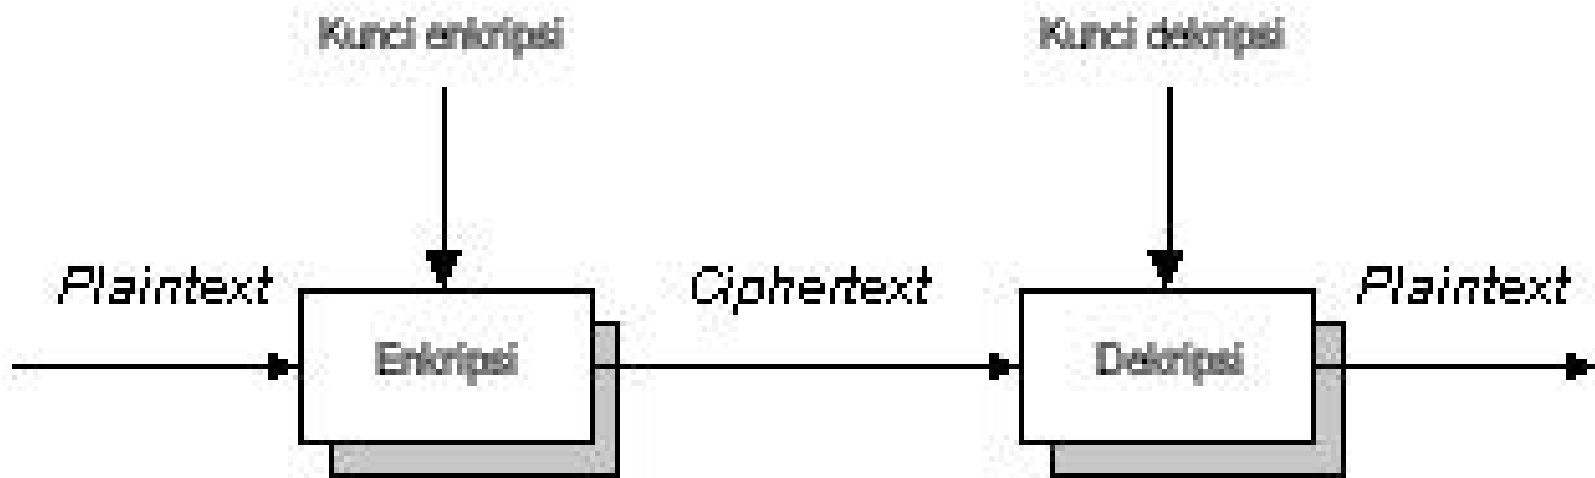 Kunci enkripsi
Kunci dekripsi
Plaintext
Ciphertext
Plaintext
Enkripsi
Dekripsi